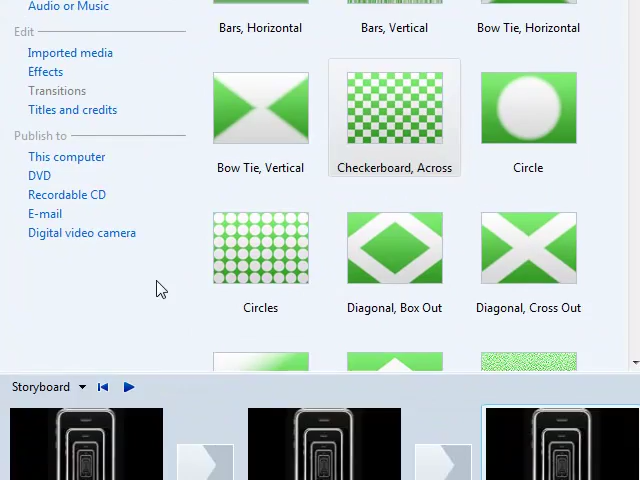 Audio or Music
Edit
Imported media
Effects
Transitions
Titles and credits
Publish to
This computer
DVD
Recordable CD
E-mail
Digital video camera
Bars, Horizontal
Bars, Vertical
Bow Tie, Horizontal
Bow Tie, Vertical
Checkerboard, Across
Circle
Circles
Diagonal, Box Out
Diagonal, Cross Out
Storyboard